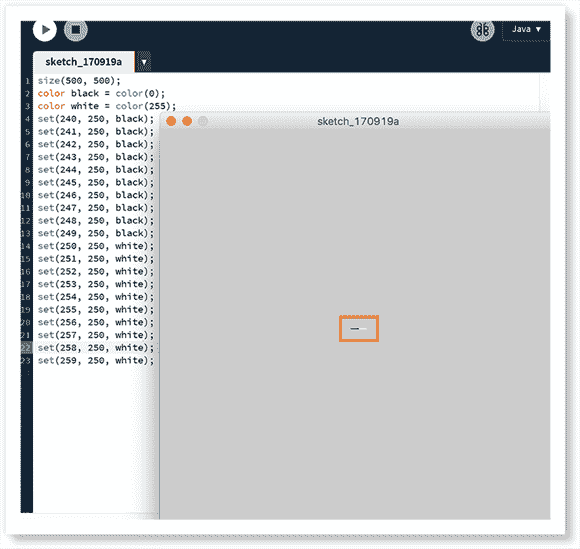 Java ▼
sketch_170919a ▼
1 size(500, 500);
2 color black = color(0);
3 color white = color(255);
4 set(240, 250, black);
5 set(241, 250, black);
6 set(242, 250, black);
7 set(243, 250, black);
8 set(244, 250, black);
9 set(245, 250, black);
10 set(246, 250, black);
11 set(247, 250, black);
12 set(248, 250, black);
13 set(249, 250, black);
14 set(250, 250, white);
15 set(251, 250, white);
16 set(252, 250, white);
17 set(253, 250, white);
18 set(254, 250, white);
19 set(255, 250, white);
20 set(256, 250, white);
21 set(257, 250, white);
22 set(258, 250, white);
23 set(259, 250, white);
sketch_170919a